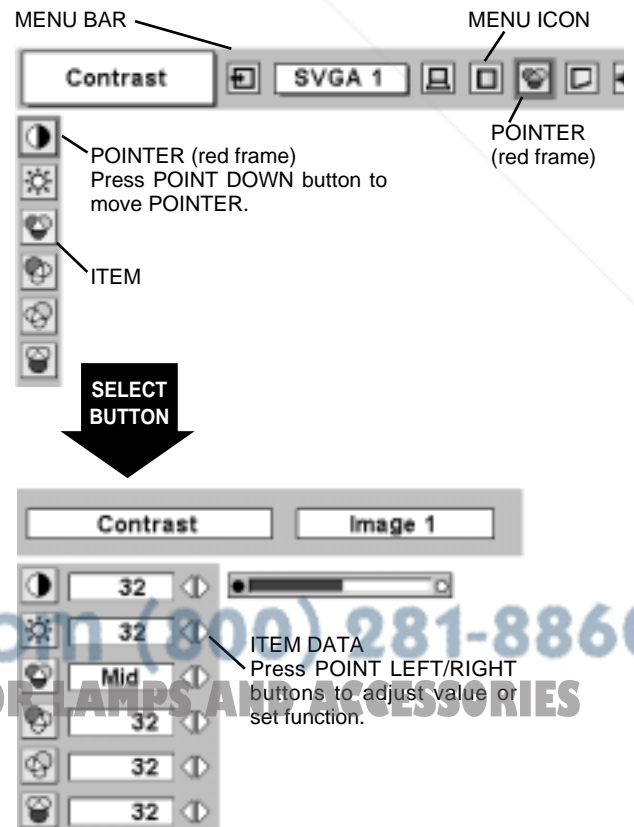 MENU BAR
MENU ICON
Contrast
SVGA 1
POINTER
(red frame)
POINTER (red frame)
Press POINT DOWN button to
move POINTER.
ITEM
SELECT
BUTTON
Contrast
Image 1
32
32
ITEM DATA
Press POINT LEFT/RIGHT
buttons to adjust value or
set function.
Mid
32
32
32
om (800) 281-8860
LAMPS AND ACCESSORIES